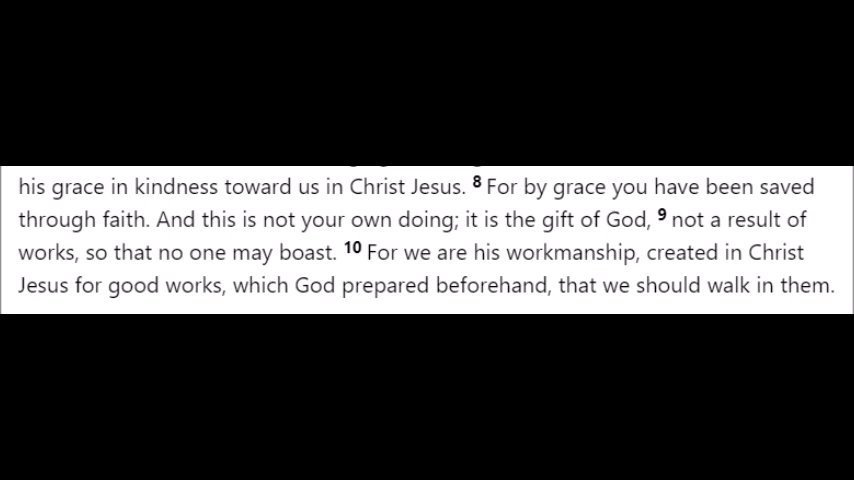 his grace in kindness toward us in Christ Jesus. 8 For by grace you have been saved
through faith. And this is not your own doing; it is the gift of God, 9 not a result of
works, so that no one may boast. 10 For we are his workmanship, created in Christ
Jesus for good works, which God prepared beforehand, that we should walk in them.